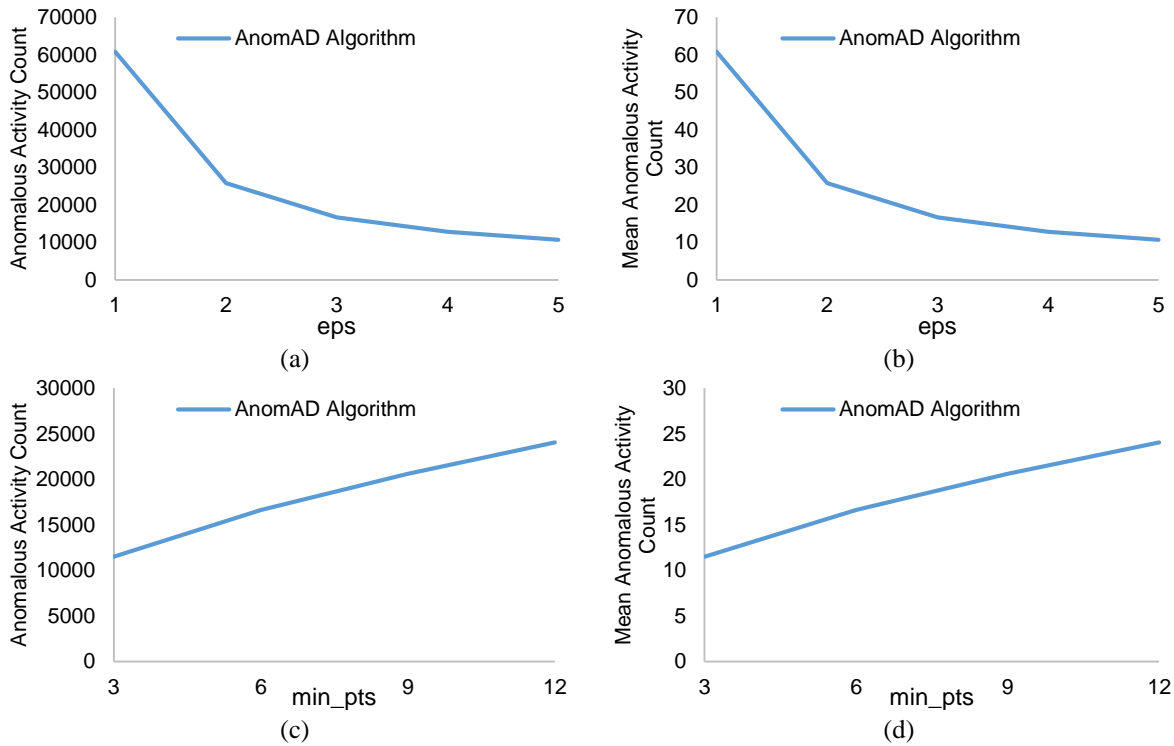 70000
60000
50000
40000
30000
20000
10000
0
Anomalous Activity Count
AnomAD Algorithm
1 2 3 4 5
eps
(a)
70
60
50
40
30
20
10
0
Mean Anomalous Activity
Count
AnomAD Algorithm
1 2 3 4 5
eps
(b)
30000
25000
20000
15000
10000
5000
0
Anomalous Activity Count
AnomAD Algorithm
3 6 9 12
min_pts
(c)
30
25
20
15
10
5
0
Mean Anomalous Activity
Count
AnomAD Algorithm
3 6 9 12
min_pts
(d)